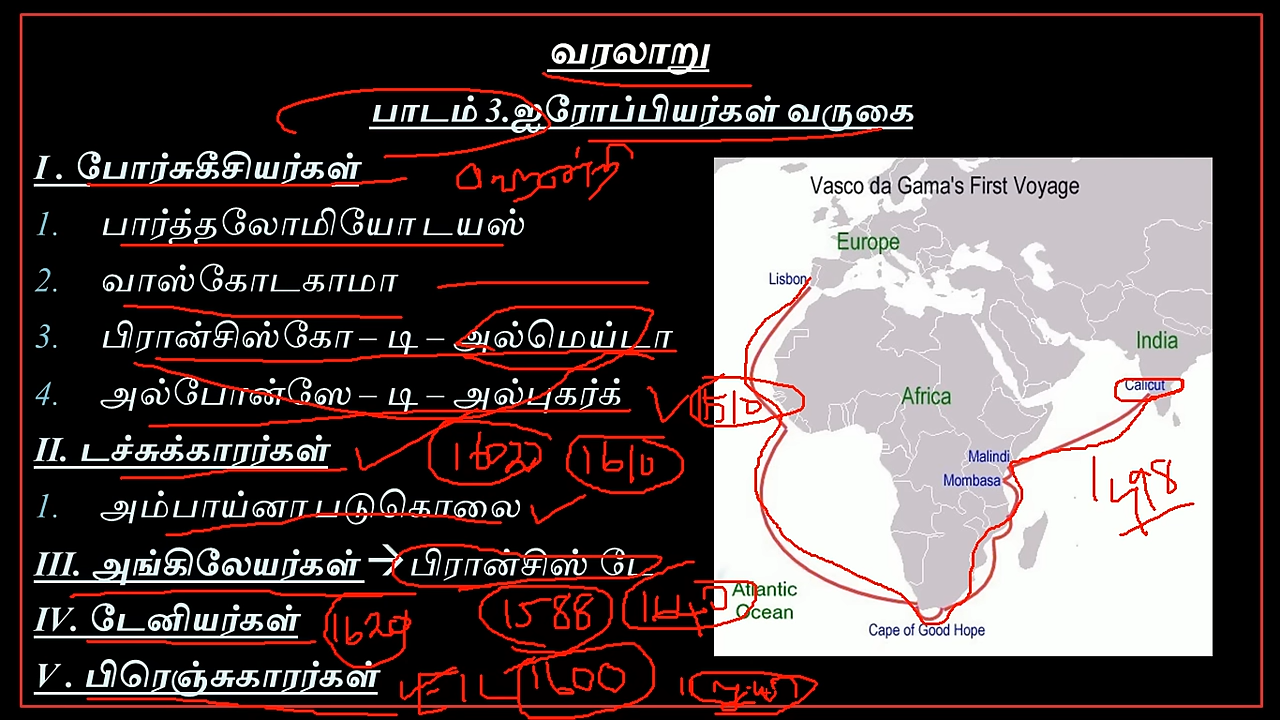 வரலாறு
பாடம் 3.ஐரோப்பியர்கள் வருகை
I . போர்சுகீசியர்கள்
1. பார்த்தலோமியோ டயஸ்
2. வாஸ்கோடகாமா
3. பிரான்சிஸ்கோ – டி – அல்மெய்டா
4. அல்போன்ஸே – டி – அல்புகர்க் 1510
II. டச்சுக்காரர்கள் 1610
1. அம்பாய்னா படுகொலை
III. அங்கிலேயர்கள் → பிரான்சிஸ் டே
IV. டேனியர்கள் 1620 1588
V . பிரெஞ்சுகாரர்கள் 1600
Vasco da Gama's First Voyage
Europe
Lisbon
India
Calicut
Africa
Malindi
Mombasa
1498
Atlantic
Ocean
Cape of Good Hope